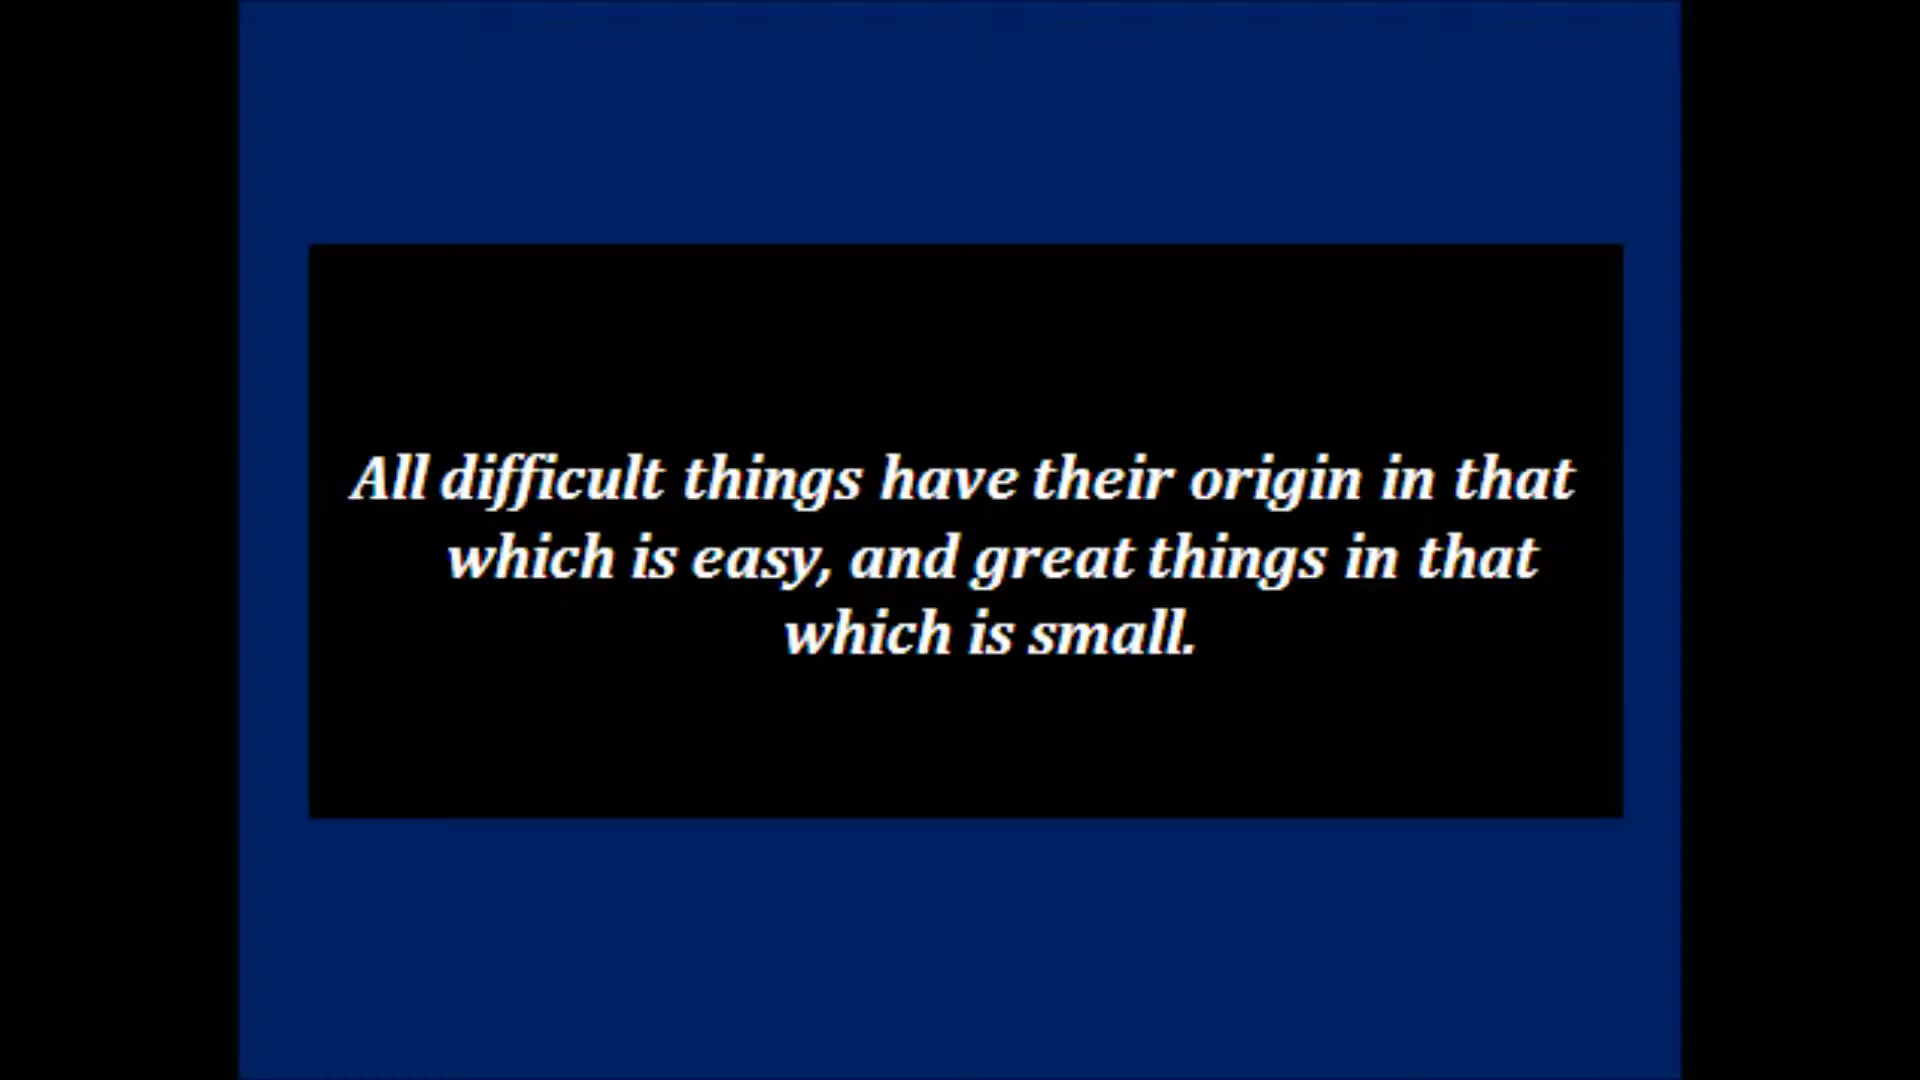 All difficult things have their origin in that
which is easy, and great things in that
which is small.